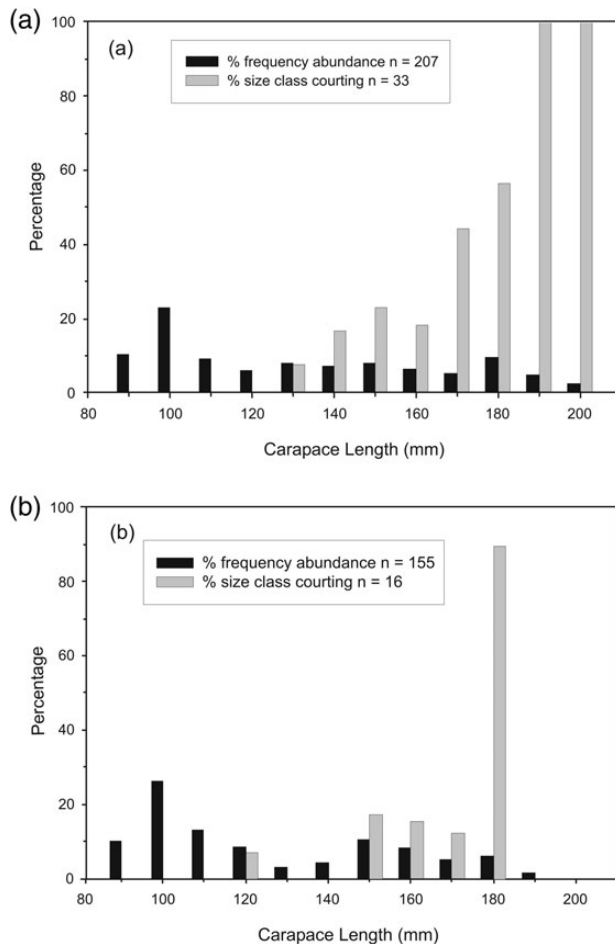 (a)
(a)
% frequency abundance n = 207
% size class courting n = 33
100
80
60
40
20
0
Percentage
80 100 120 140 160 180 200
Carapace Length (mm)
(b)
(b)
% frequency abundance n = 155
% size class courting n = 16
100
80
60
40
20
0
Percentage
80 100 120 140 160 180 200
Carapace Length (mm)